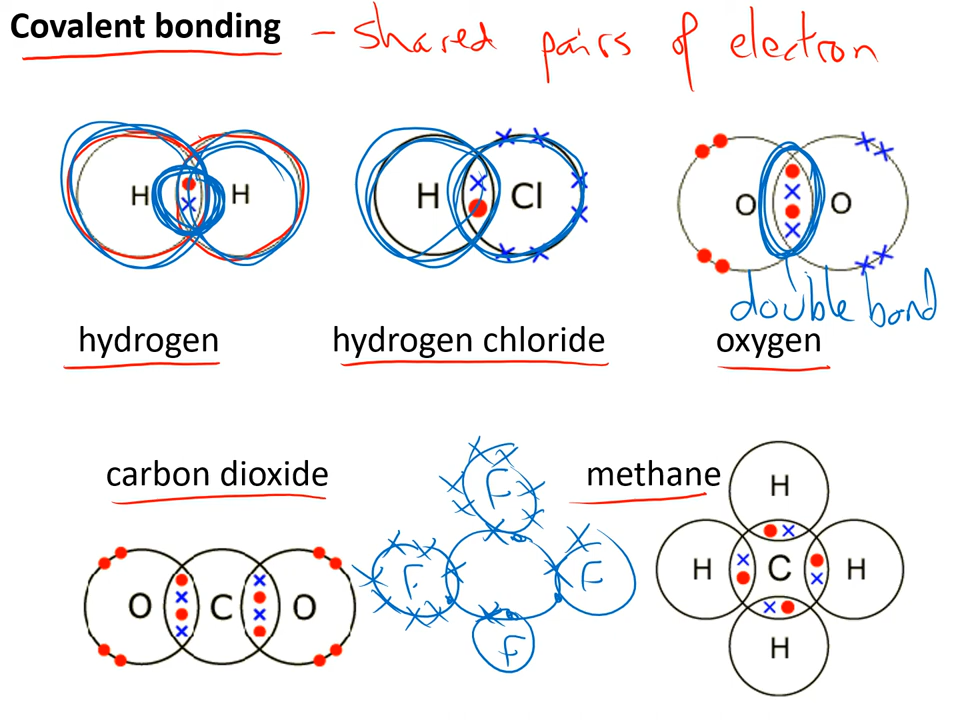 Covalent bonding - shared pairs of electron
H H
H Cl
O O
double bond
hydrogen
hydrogen chloride
oxygen
carbon dioxide
methane
O C O
F
F F
F
H
H C H
H